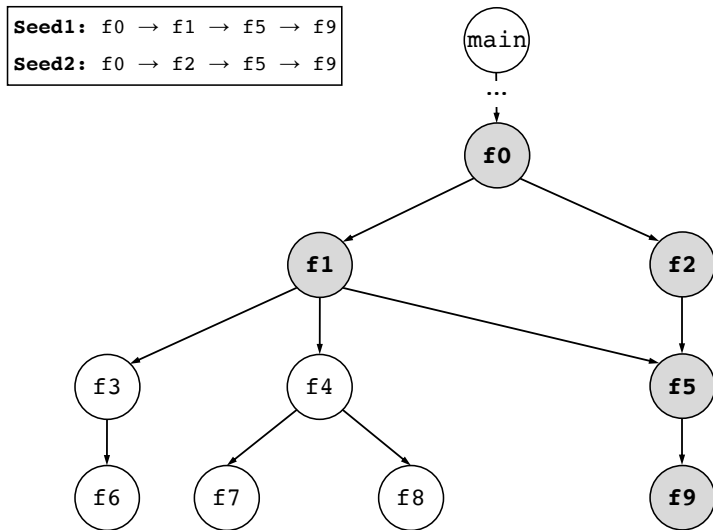 Seed1: f0 → f1 → f5 → f9
Seed2: f0 → f2 → f5 → f9
main
...
f0
f1
f2
f3
f4
f5
f6
f7
f8
f9